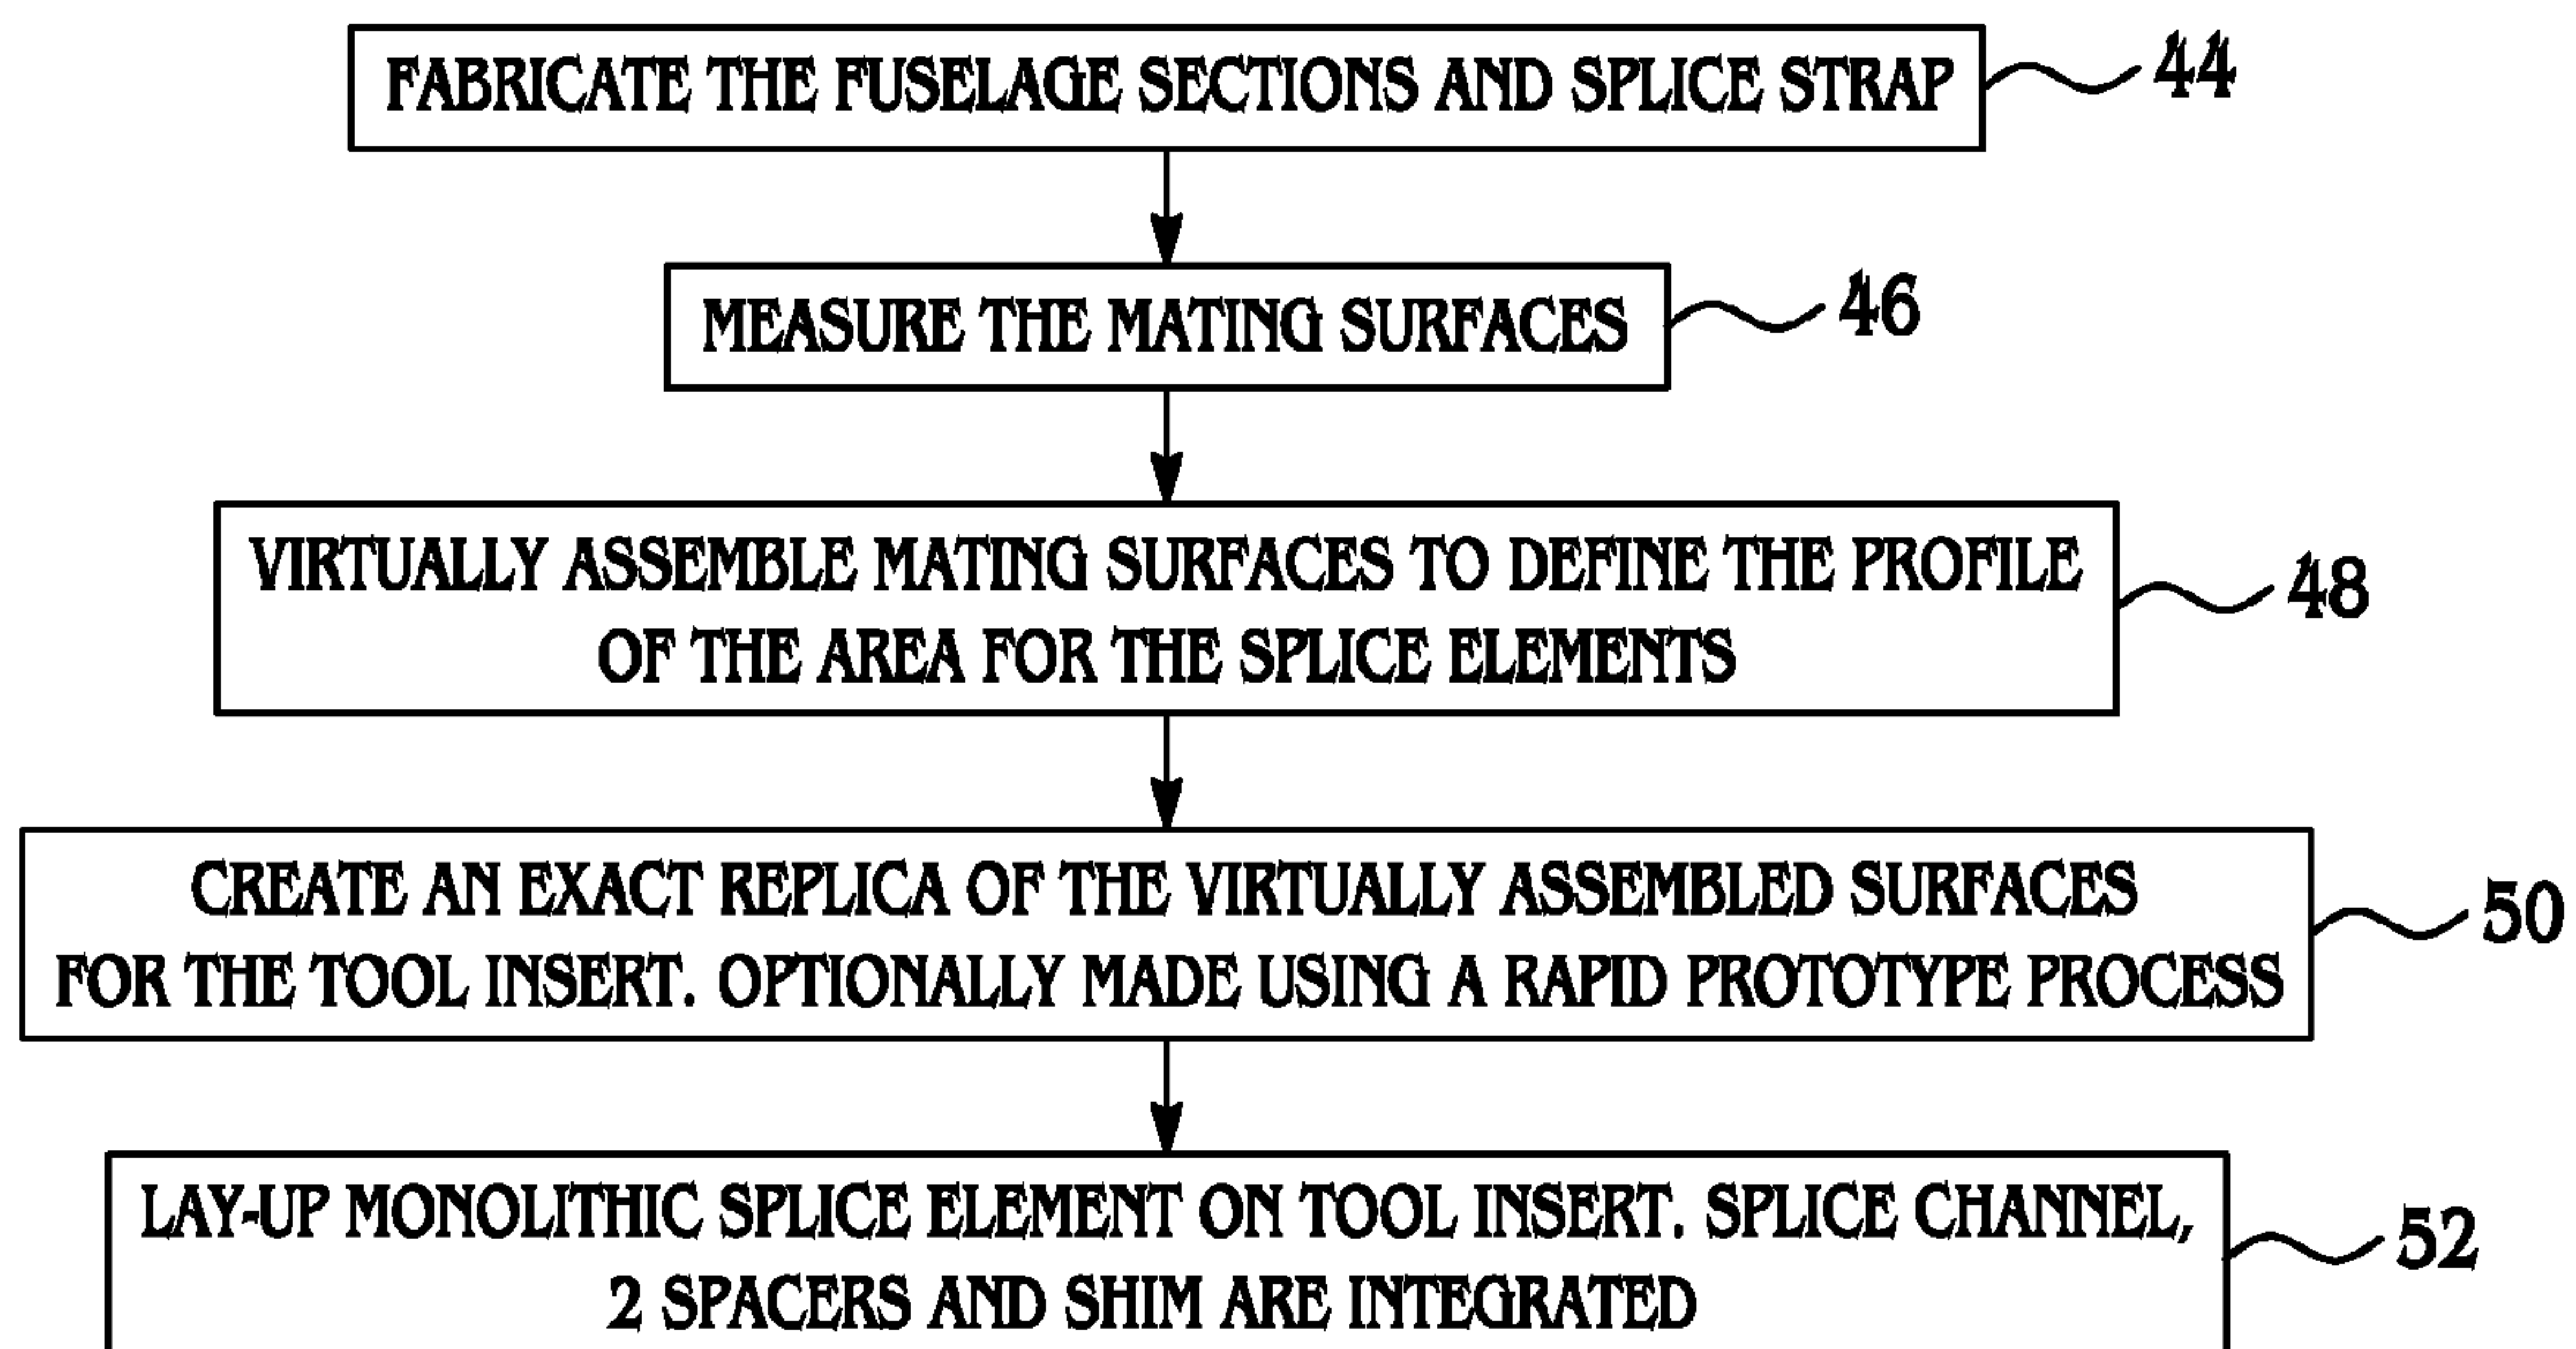 FABRICATE THE FUSELAGE SECTIONS AND SPLICE STRAP
44
MEASURE THE MATING SURFACES
46
VIRTUALLY ASSEMBLE MATING SURFACES TO DEFINE THE PROFILE
OF THE AREA FOR THE SPLICE ELEMENTS
48
CREATE AN EXACT REPLICA OF THE VIRTUALLY ASSEMBLED SURFACES
FOR THE TOOL INSERT. OPTIONALLY MADE USING A RAPID PROTOTYPE PROCESS
50
LAY-UP MONOLITHIC SPLICE ELEMENT ON TOOL INSERT. SPLICE CHANNEL,
2 SPACERS AND SHIM ARE INTEGRATED
52